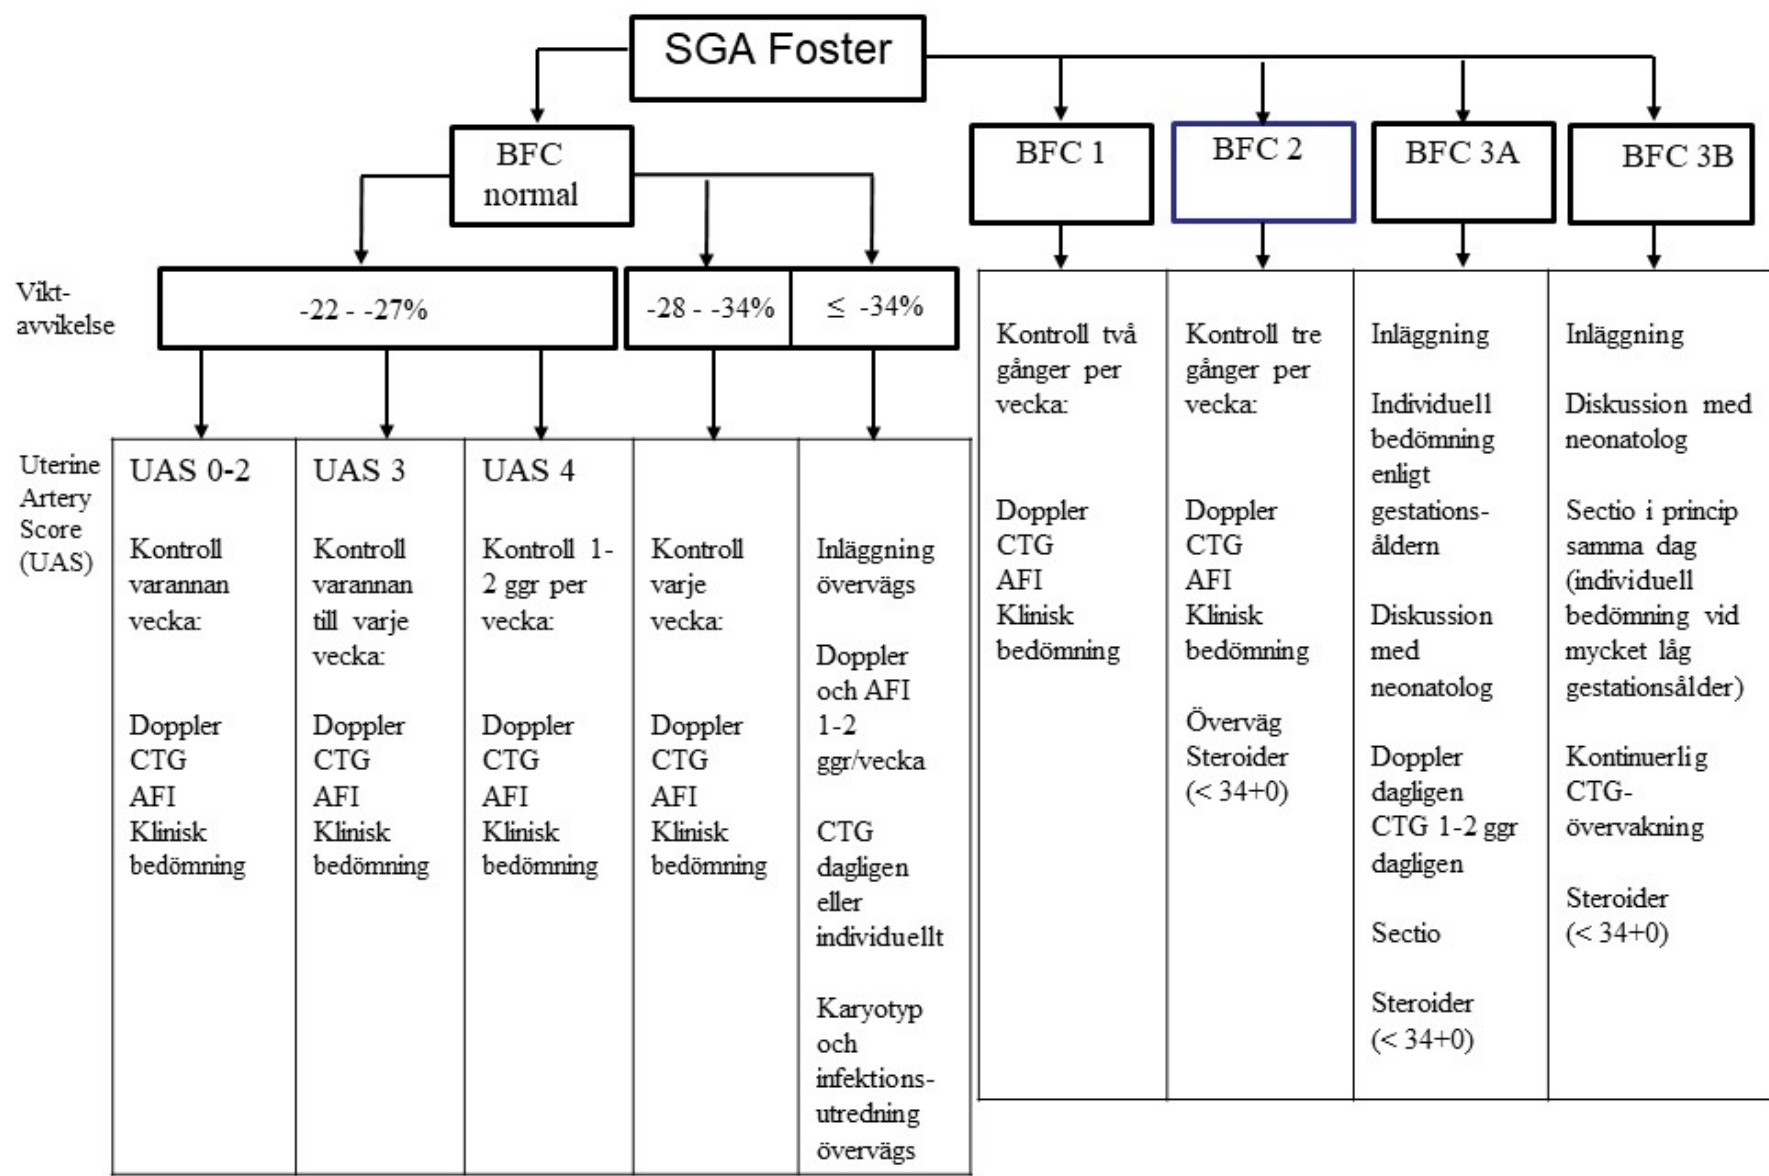 SGA Foster
BFC
normal
BFC 1
BFC 2
BFC 3A
BFC 3B
Vikt-
avvikelse
-22 - -27%
-28 - -34%
≤ -34%
Uterine
Artery
Score
(UAS)
UAS 0-2
Kontroll
varannan
vecka:
Doppler
CTG
AFI
Klinisk
bedömning
UAS 3
Kontroll
varannan
till varje
vecka:
Doppler
CTG
AFI
Klinisk
bedömning
UAS 4
Kontroll 1-
2 ggr per
vecka:
Doppler
CTG
AFI
Klinisk
bedömning
Kontroll
varje
vecka:
Doppler
CTG
AFI
Klinisk
bedömning
Inläggning
övervägs
Doppler
och AFI
1-2
ggr/vecka
CTG
dagligen
eller
individuellt
Karyotyp
och
infektions-
utredning
övervägs
Kontroll två
gånger per
vecka:
Doppler
CTG
AFI
Klinisk
bedömning
Kontroll tre
gånger per
vecka:
Doppler
CTG
AFI
Klinisk
bedömning
Överväg
Steroider
(< 34+0)
Inläggning
Individuell
bedömning
enligt
gestations-
åldern
Diskussion
med
neonatolog
Doppler
dagligen
CTG 1-2 ggr
dagligen
Sectio
Steroider
(< 34+0)
Inläggning
Diskussion med
neonatolog
Sectio i princip
samma dag
(individuell
bedömning vid
mycket låg
gestationsålder)
Kontinuerlig
CTG-
övervakning
Steroider
(< 34+0)